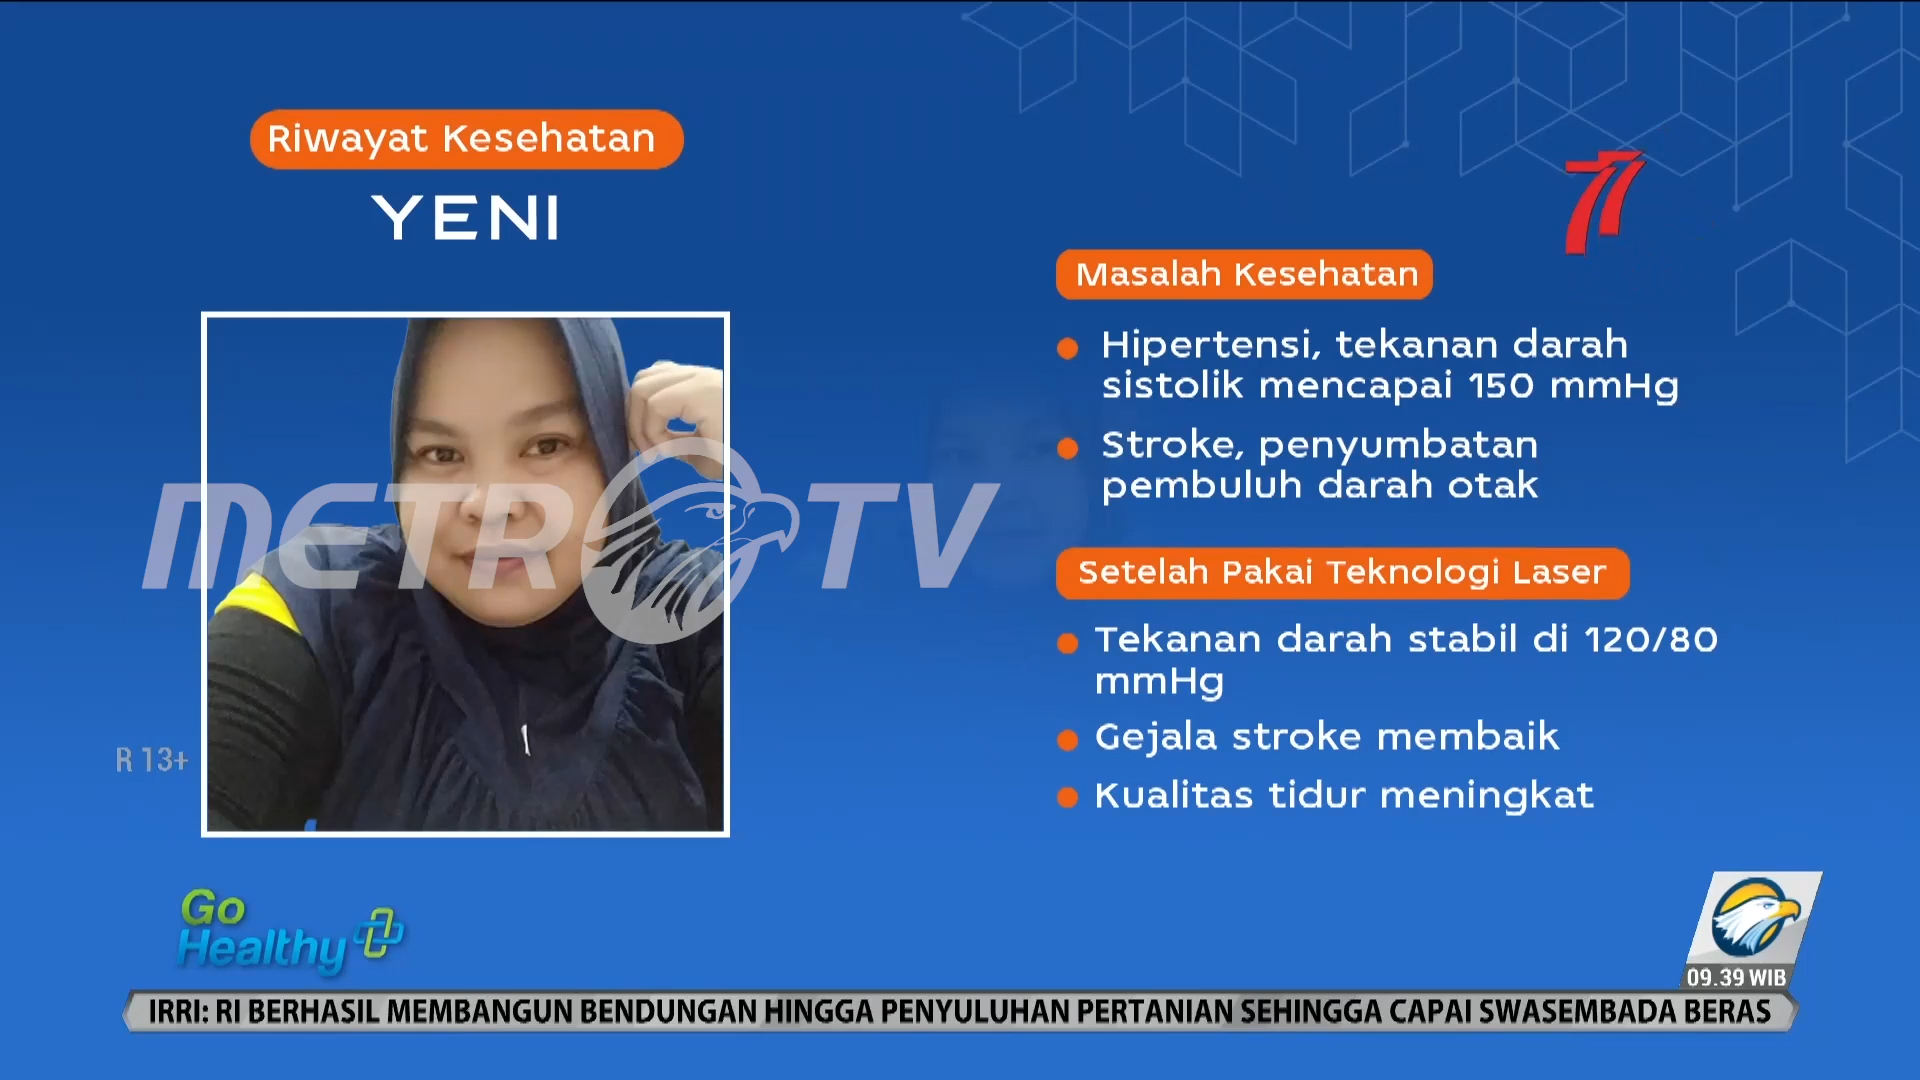 Riwayat Kesehatan
YENI
77
Masalah Kesehatan
Hipertensi, tekanan darah
sistolik mencapai 150 mmHg
Stroke, penyumbatan
pembuluh darah otak
METRO TV
Setelah Pakai Teknologi Laser
Tekanan darah stabil di 120/80
mmHg
Gejala stroke membaik
Kualitas tidur meningkat
R 13+
Go
Healthy
09.39 WIB
IRRI: RI BERHASIL MEMBANGUN BENDUNGAN HINGGA PENYULUHAN PERTANIAN SEHINGGA CAPAI SWASEMBADA BERAS